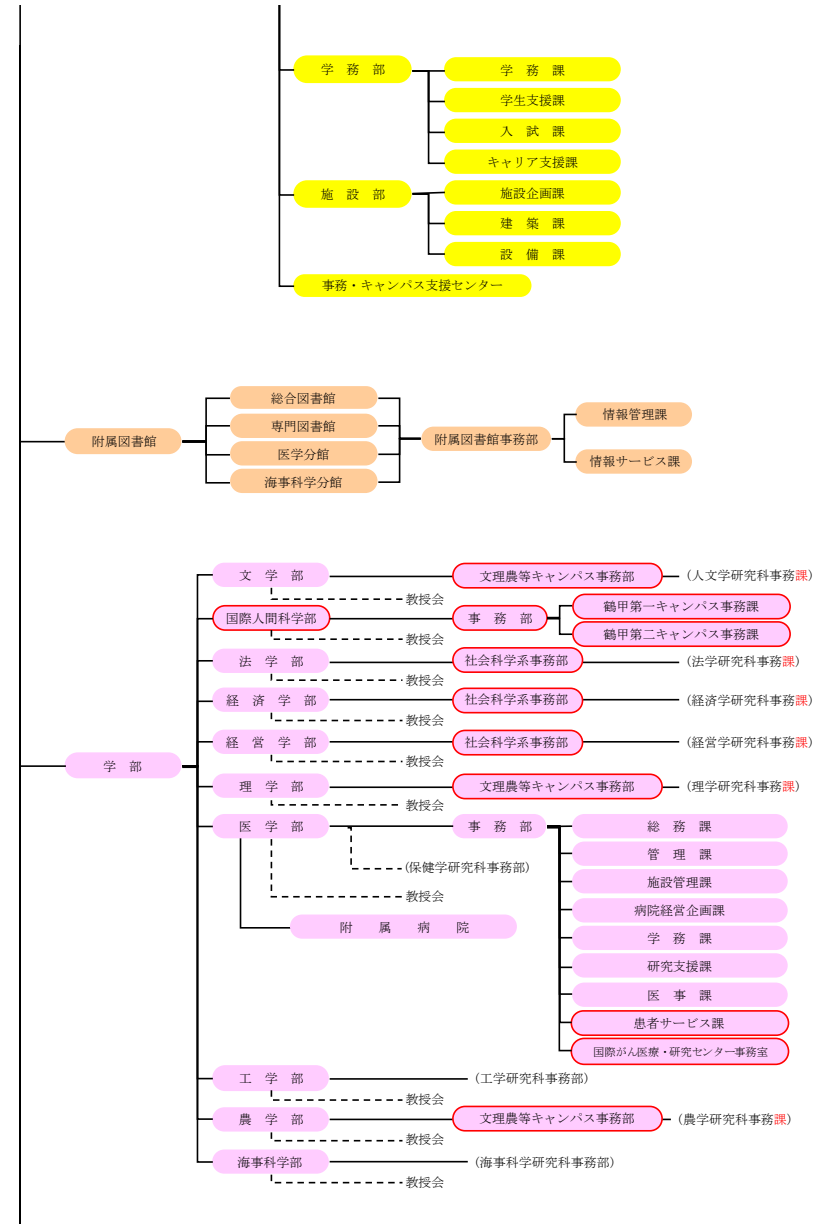 学　務　部
学　務　課
学生支援課
入　試　課
キャリア支援課
施　設　部
施設企画課
建　築　課
設　備　課
事務・キャンパス支援センター
附属図書館
総合図書館
専門図書館
医学分館
海事科学分館
附属図書館事務部
情報管理課
情報サービス課
学　部
文　学　部
文理農等キャンパス事務部
(人文学研究科事務課)
教授会
国際人間科学部
事　務　部
鶴甲第一キャンパス事務課
鶴甲第二キャンパス事務課
教授会
法　学　部
社会科学系事務部
(法学研究科事務課)
教授会
経　済　学　部
社会科学系事務部
(経済学研究科事務課)
教授会
経　営　学　部
社会科学系事務部
(経営学研究科事務課)
教授会
理　学　部
文理農等キャンパス事務部
(理学研究科事務課)
教授会
医　学　部
事　務　部
総　務　課
管　理　課
施設管理課
病院経営企画課
学　務　課
研究支援課
医　事　課
患者サービス課
国際がん医療・研究センター事務室
(保健学研究科事務部)
教授会
附　属　病　院
工　学　部
(工学研究科事務部)
教授会
農　学　部
文理農等キャンパス事務部
(農学研究科事務課)
教授会
海事科学部
(海事科学研究科事務部)
教授会